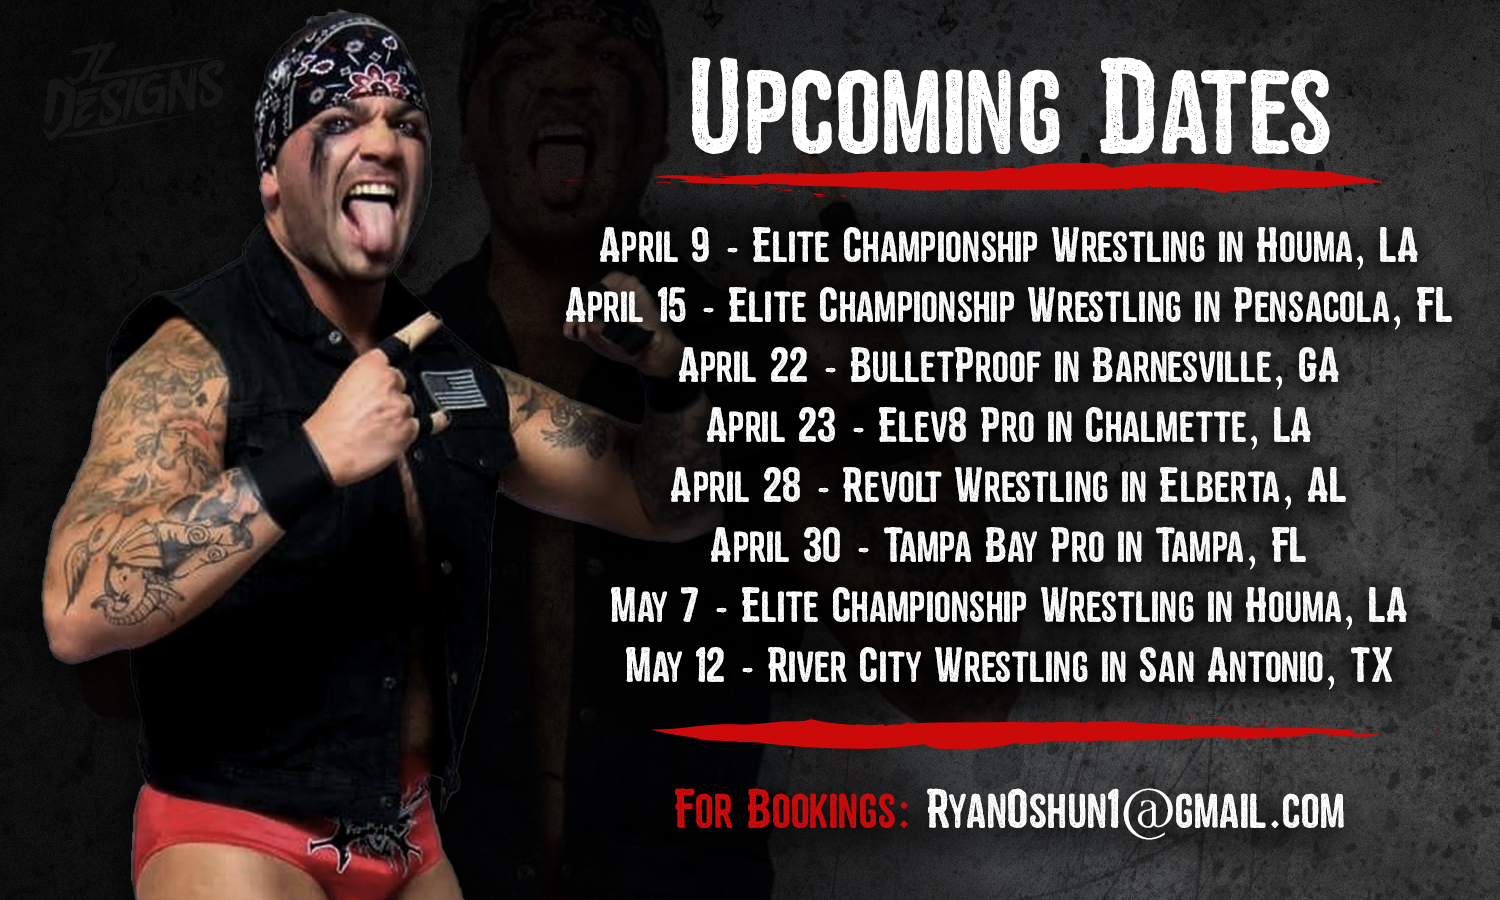 JZ
DESIGNS
UPCOMING DATES
APRIL 9 - ELITE CHAMPIONSHIP WRESTLING IN HOUMA, LA
APRIL 15 - ELITE CHAMPIONSHIP WRESTLING IN PENSACOLA, FL
APRIL 22 - BULLETPROOF IN BARNESVILLE, GA
APRIL 23 - ELEV8 PRO IN CHALMETTE, LA
APRIL 28 - REVOLT WRESTLING IN ELBERTA, AL
APRIL 30 - TAMPA BAY PRO IN TAMPA, FL
MAY 7 - ELITE CHAMPIONSHIP WRESTLING IN HOUMA, LA
MAY 12 - RIVER CITY WRESTLING IN SAN ANTONIO, TX
FOR BOOKINGS: RYANOSHUN1@GMAIL.COM